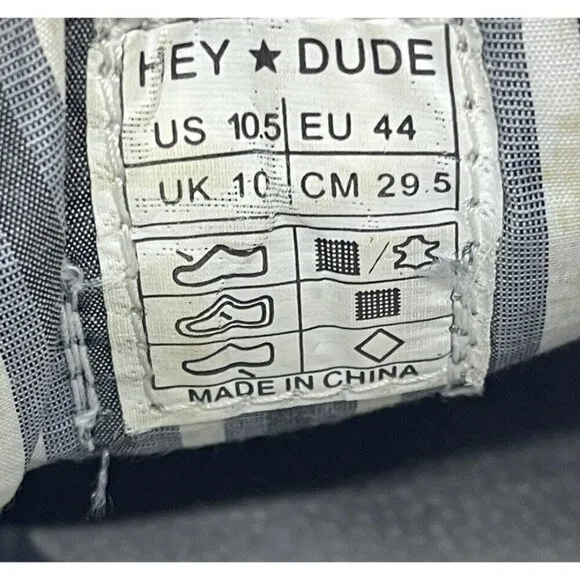 HEY ★ DUDE
US 10.5 EU 44
UK 10 CM 29.5
MADE IN CHINA